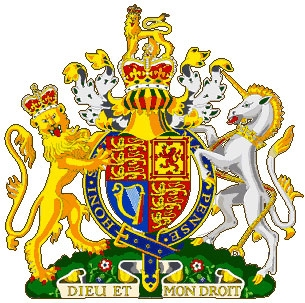 HONI S
PENSE
DIEU ET MON DROIT